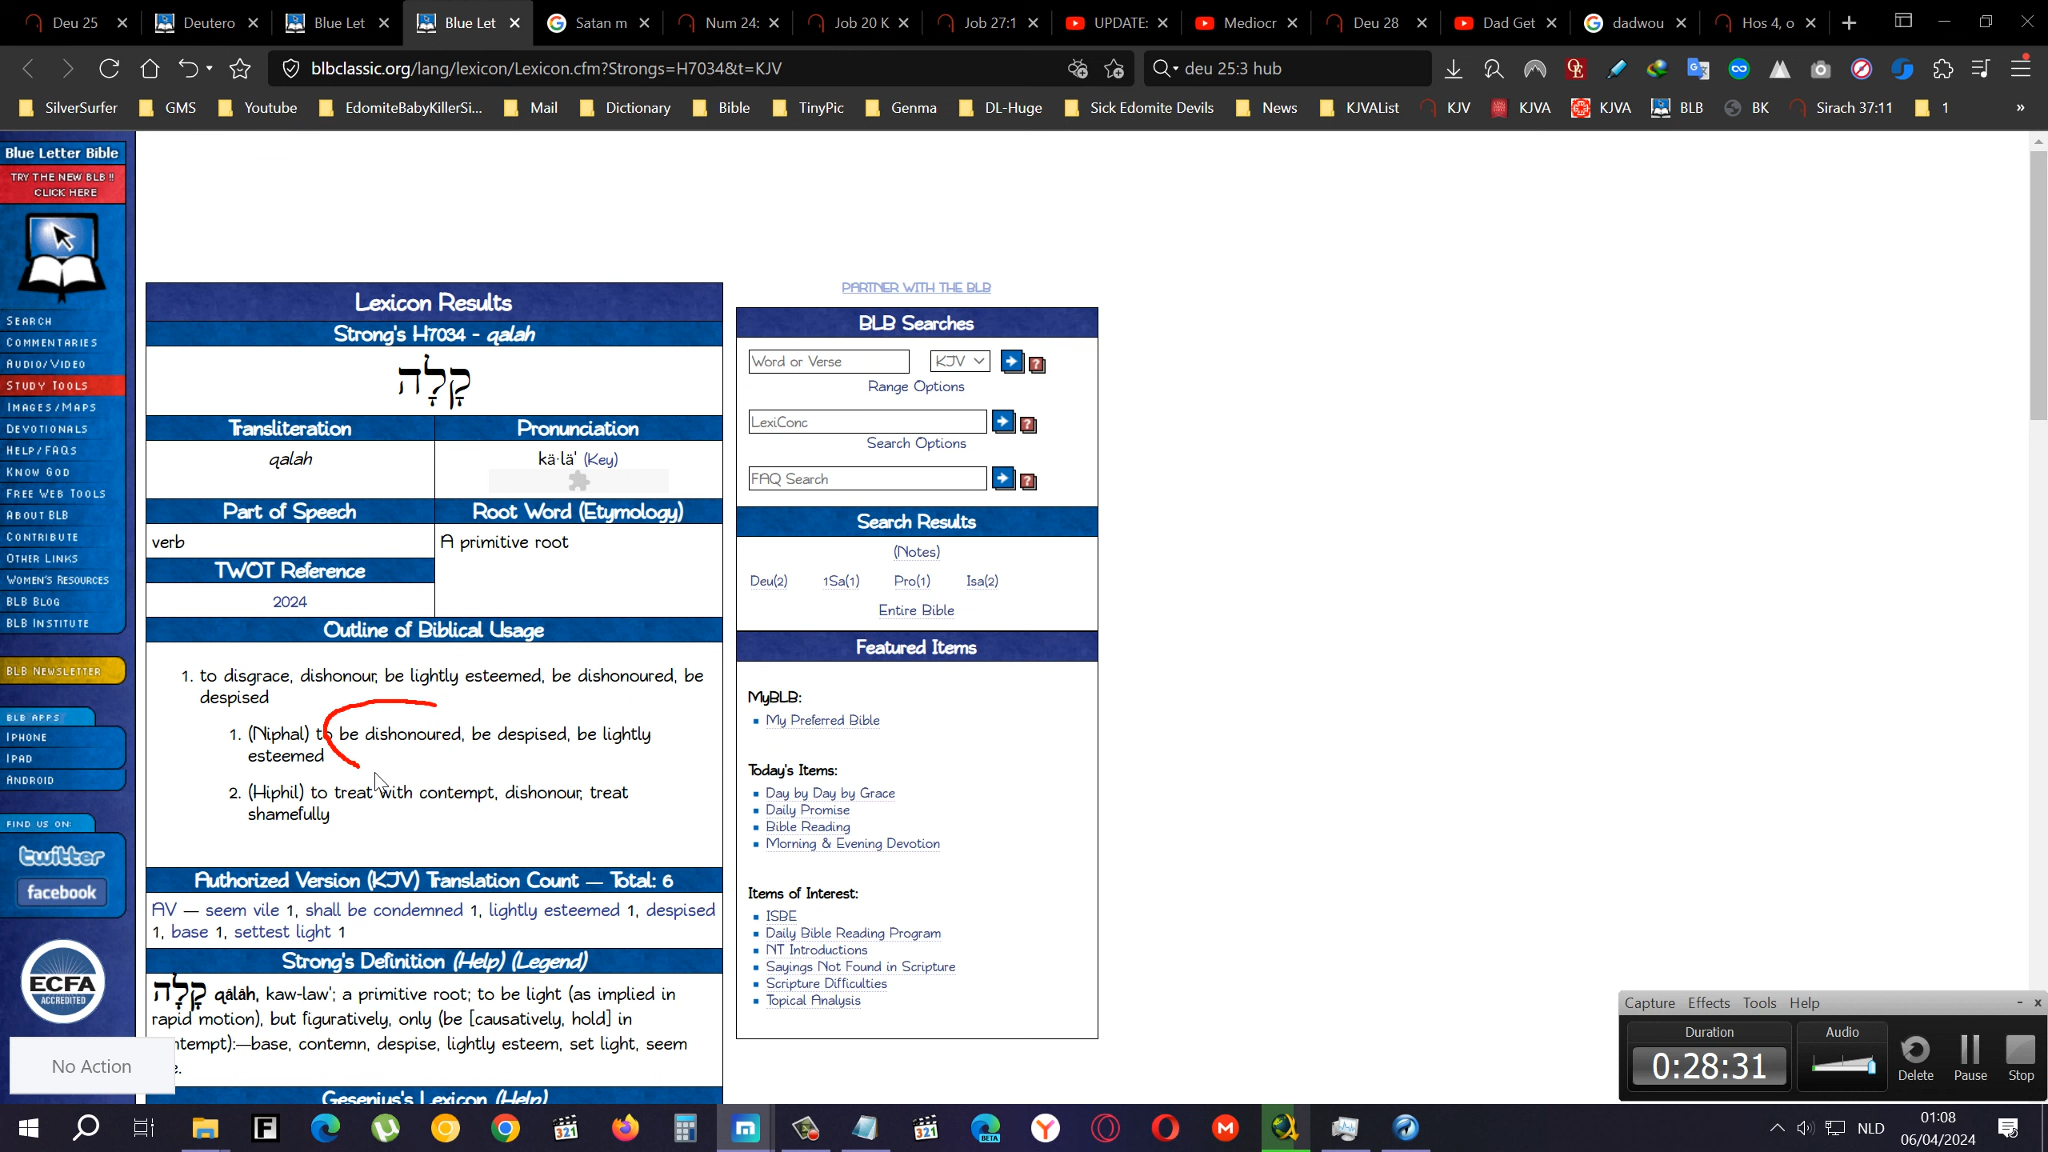 Deu 25
Deutero
Blue Let
Blue Let
Satan m
Num 24:
Job 20 K
Job 27:1
UPDATE:
Mediocr
Deu 28
Dad Get
dadwou
Hos 4, o
blbclassic.org/lang/lexicon/Lexicon.cfm?Strongs=H7034&t=KJV
deu 25:3 hub
SilverSurfer
GMS
Youtube
EdomiteBabyKillerSi...
Mail
Dictionary
Bible
TinyPic
Genma
DL-Huge
Sick Edomite Devils
News
KJVAList
KJV
KJVA
KJVA
BLB
BK
Sirach 37:11
1
»
Blue Letter Bible
TRY THE NEW BLB !!
CLICK HERE
SEARCH
COMMENTARIES
AUDIO/VIDEO
STUDY TOOLS
IMAGES/MAPS
DEVOTIONALS
HELP/FAQS
KNOW GOD
FREE WEB TOOLS
ABOUT BLB
CONTRIBUTE
OTHER LINKS
WOMEN'S RESOURCES
BLB BLOG
BLB INSTITUTE
BLB NEWSLETTER
BLB APPS
IPHONE
IPAD
ANDROID
FIND US ON:
twitter
facebook
ECFA
ACCREDITED
Lexicon Results
Strong's H7034 - qalah
קָלָה
Transliteration
Pronunciation
qalah
kä·lä' (Key)
Part of Speech
Root Word (Etymology)
verb
A primitive root
TWOT Reference
2024
Outline of Biblical Usage
1. to disgrace, dishonour, be lightly esteemed, be dishonoured, be
despised
1. (Niphal) to be dishonoured, be despised, be lightly
esteemed
2. (Hiphil) to treat with contempt, dishonour, treat
shamefully
Authorized Version (KJV) Translation Count — Total: 6
AV — seem vile 1, shall be condemned 1, lightly esteemed 1, despised
1, base 1, settest light 1
Strong's Definition (Help) (Legend)
קָלָה qâlâh, kaw-law'; a primitive root; to be light (as implied in
rapid motion), but figuratively, only (be [causatively, hold] in
ntempt):—base, contemn, despise, lightly esteem, set light, seem
e.
Gesenius's Lexicon (Help)
PARTNER WITH THE BLB
BLB Searches
Word or Verse
KJV
Range Options
LexiConc
Search Options
FAQ Search
Search Results
(Notes)
Deu(2) 1Sa(1) Pro(1) Isa(2)
Entire Bible
Featured Items
MyBLB:
My Preferred Bible
Today's Items:
Day by Day by Grace
Daily Promise
Bible Reading
Morning & Evening Devotion
Items of Interest:
ISBE
Daily Bible Reading Program
NT Introductions
Sayings Not Found in Scripture
Scripture Difficulties
Topical Analysis
No Action
Capture Effects Tools Help
Duration
Audio
0:28:31
Delete
Pause
Stop
F
321
321
BETA
NLD
01:08
06/04/2024